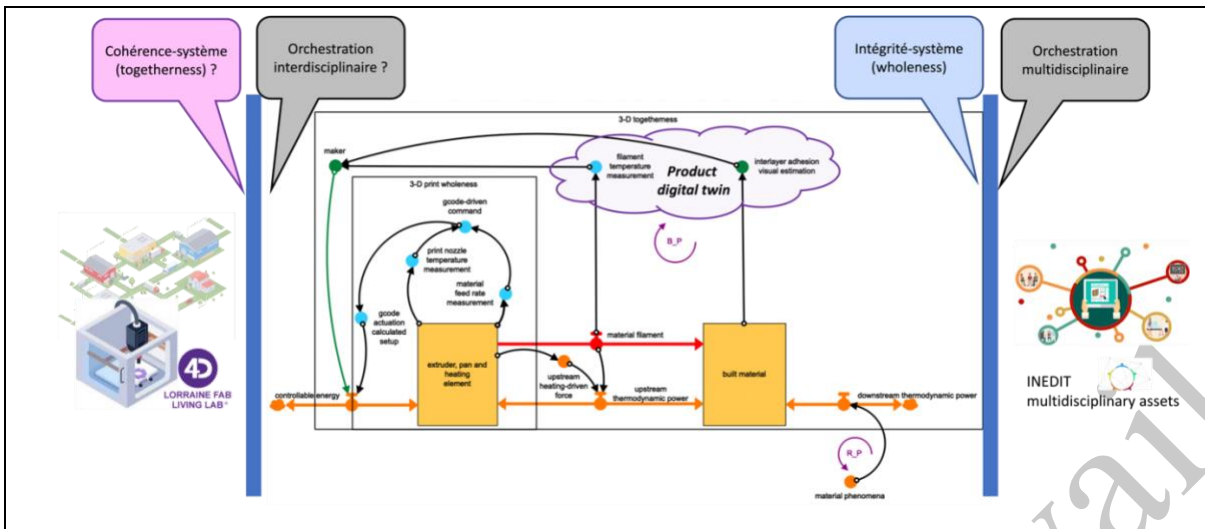 Cohérence-système
(togetherness) ?
Orchestration
interdisciplinaire ?
Intégrité-système
(wholeness)
Orchestration
multidisciplinaire
3-D togetherness
maker
filament
temperature
measurement
Product
digital twin
interlayer adhesion
visual estimation
3-D print wholeness
gcode-driven
command
print nozzle
temperature
measurement
material
feed rate
measurement
B_P
gcode
actuation
calculated
setup
extruder, pan and
heating
element
material filament
built material
upstream
heating-driven
force
controllable energy
upstream
thermodynamic power
downstream thermodynamic power
R_P
material phenomena
4D
LORRAINE FAB
LIVING LAB
INEDIT
multidisciplinary assets
vail